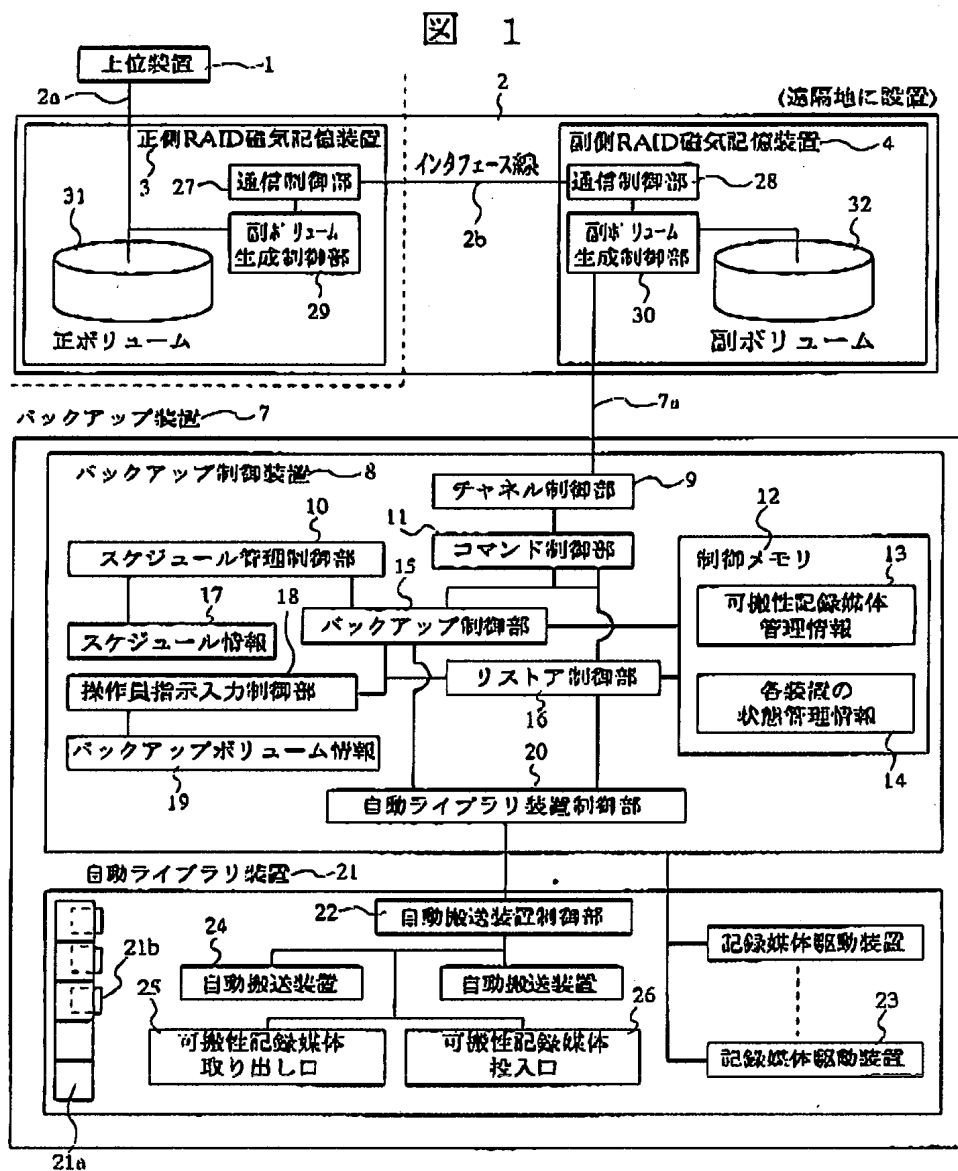 図 1
上位装置 1
2a
2
(遠隔地に設置)
正側RAID磁気記憶装置
3
副側RAID磁気記憶装置 4
27 通信制御部
インタフェース線
通信制御部 28
2b
31
副ボリューム
生成制御部
29
副ボリューム
生成制御部
30
32
正ボリューム
副ボリューム
7a
バックアップ装置 7
バックアップ制御装置 8
チャネル制御部 9
10
スケジュール管理制御部
11
コマンド制御部
12
制御メモリ
13
可搬性記録媒体
管理情報
15
バックアップ制御部
17
スケジュール情報
18
操作員指示入力制御部
リストア制御部
16
各装置の
状態管理情報
14
バックアップボリューム情報
19
20
自動ライブラリ装置制御部
自動ライブラリ装置 21
22 自動搬送装置制御部
21b
24
自動搬送装置
自動搬送装置
記録媒体駆動装置
25
可搬性記録媒体
取り出し口
26
可搬性記録媒体
投入口
23
記録媒体駆動装置
21a